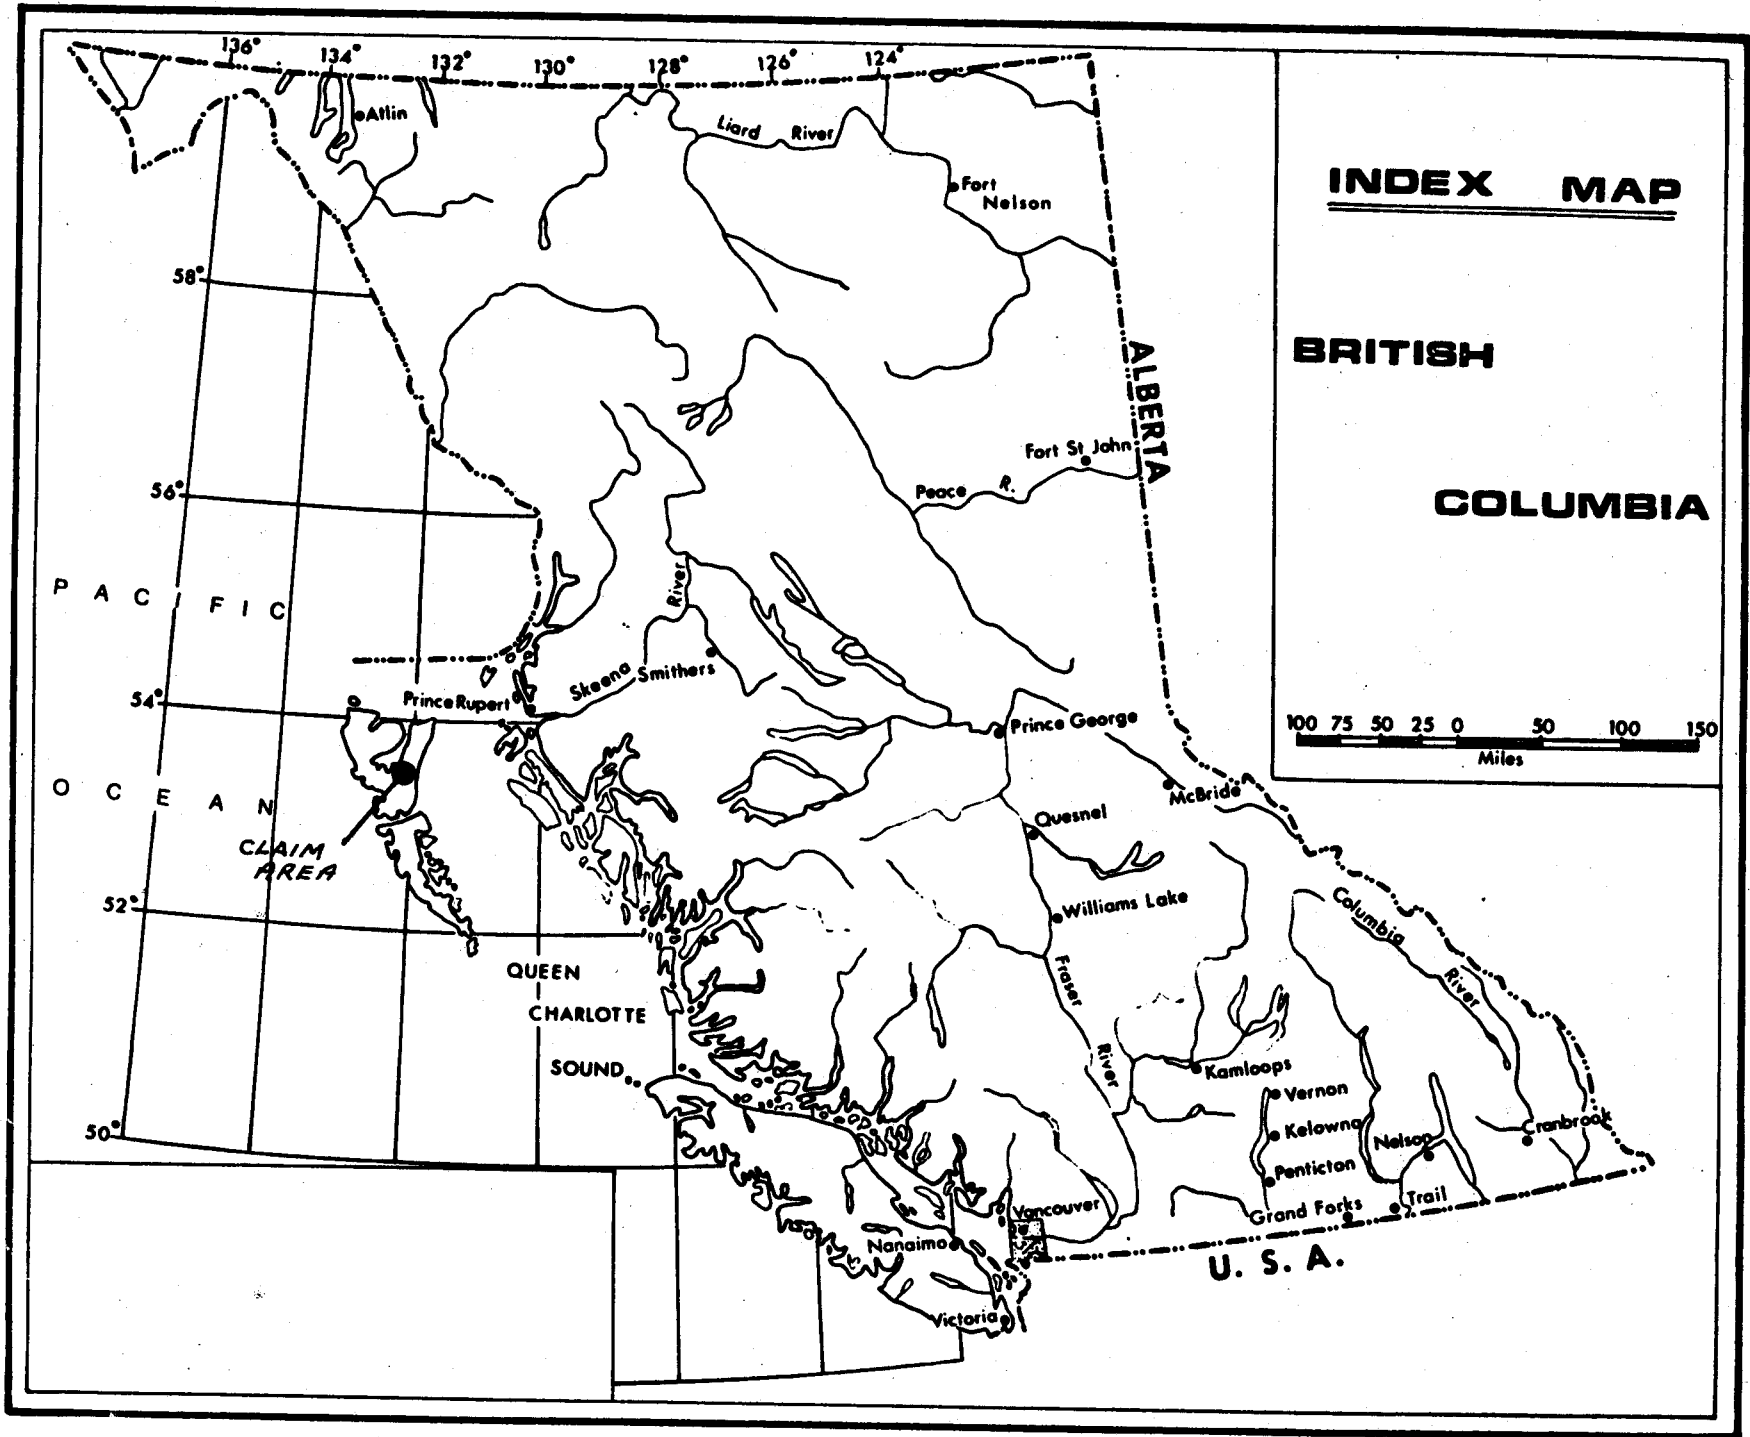 136° 134° 132° 130° 128° 126° 124°
Atlin
Liard River
Fort
Nelson
INDEX MAP
58°
BRITISH
ALBERTA
Fort St John
56°
Peace R.
COLUMBIA
PACIFIC
River
Skeena
Smithers
54°
Prince Rupert
Prince George
100 75 50 25 0 50 100 150
Miles
OCEAN
McBride
Quesnel
CLAIM
AREA
52°
Williams Lake
Columbia
River
QUEEN
CHARLOTTE
SOUND
Fraser
River
Kamloops
Vernon
50°
Kelowna
Nelson
Cranbrook
Penticton
Grand Forks
Trail
Vancouver
Nanaimo
U. S. A.
Victoria